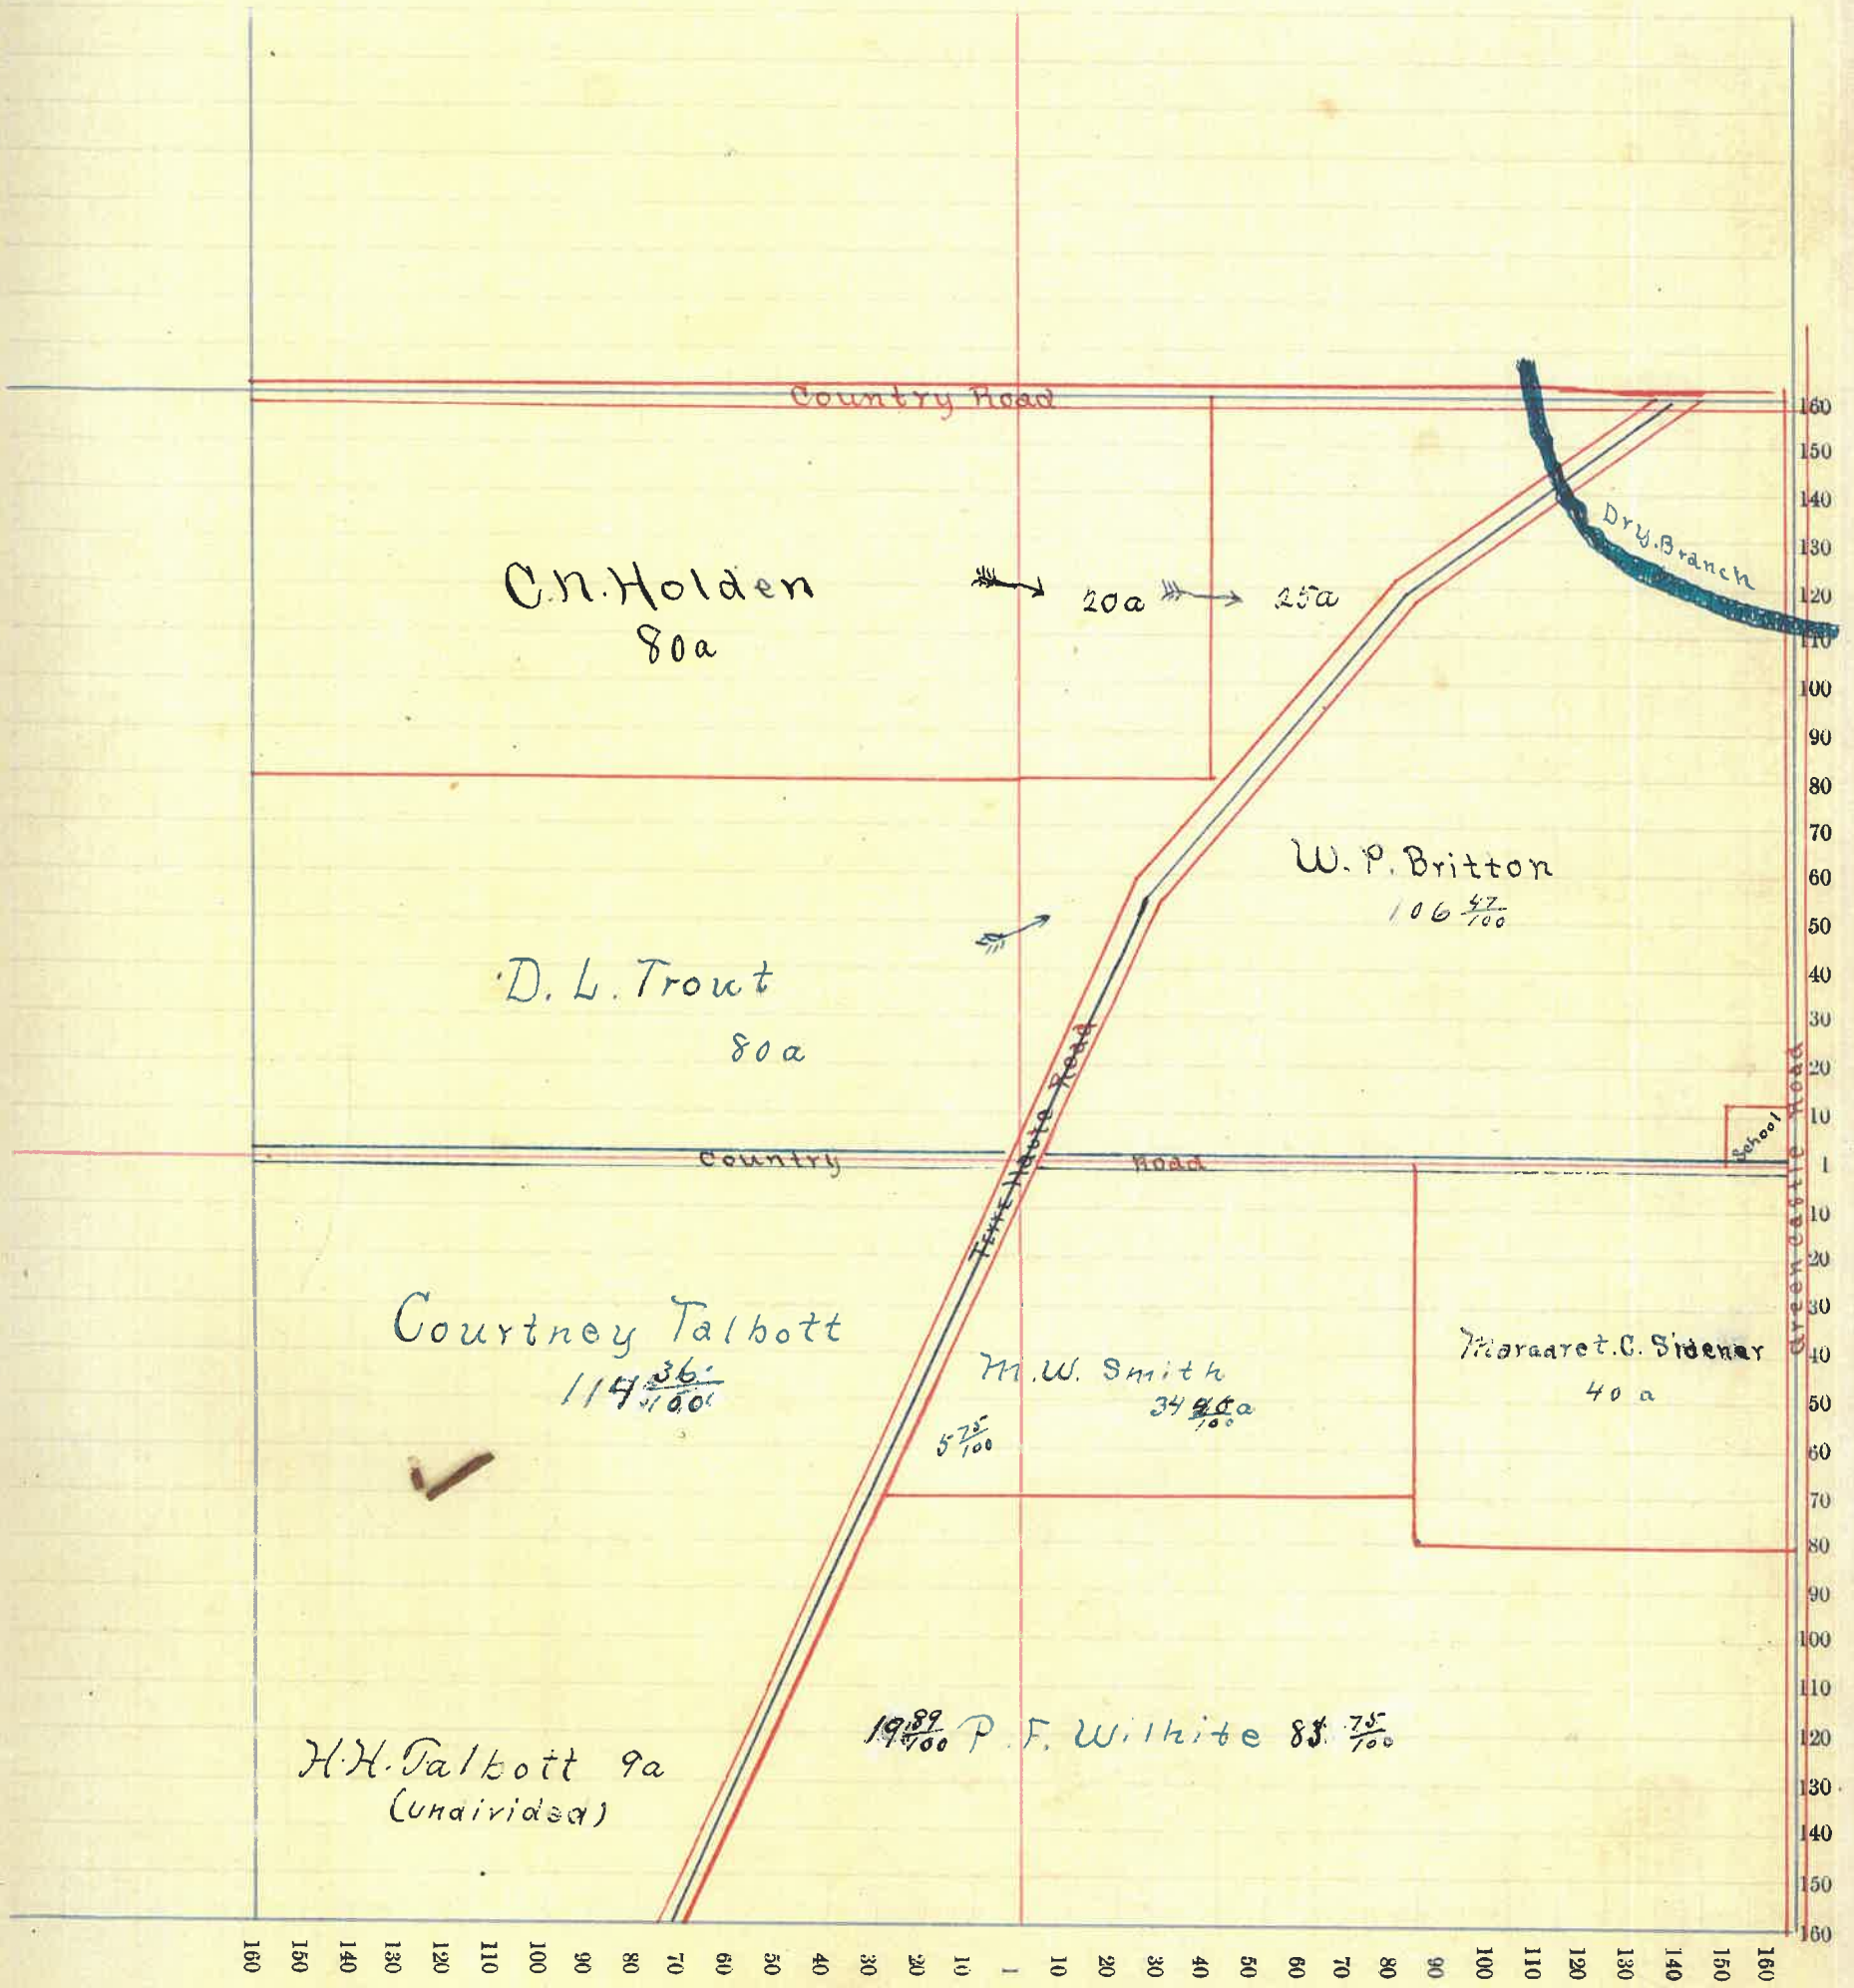 Country Road
Dry. Branch
C.N. Holden
80a
20a
25a
W. P. Britton
106 47/100
D. L. Trout
80a
Terre Haute Road
School
Country Road
Greencastle Road
Courtney Talbott
114 36/100
M. W. Smith
5 75/100
Margaret. C. Sidener
40 a
19 89/100 P. F. Wilhite
75/100
H.H. Talbott 9a
(undivided)
160
150
140
130
120
110
100
90
80
70
60
50
40
30
20
10
1
10
20
30
40
50
60
70
80
90
100
110
120
130
140
150
160
160 150 140 130 120 110 100 90 80 70 60 50 40 30 20 10 1 10 20 30 40 50 60 70 80 90 100 110 120 130 140 150 160